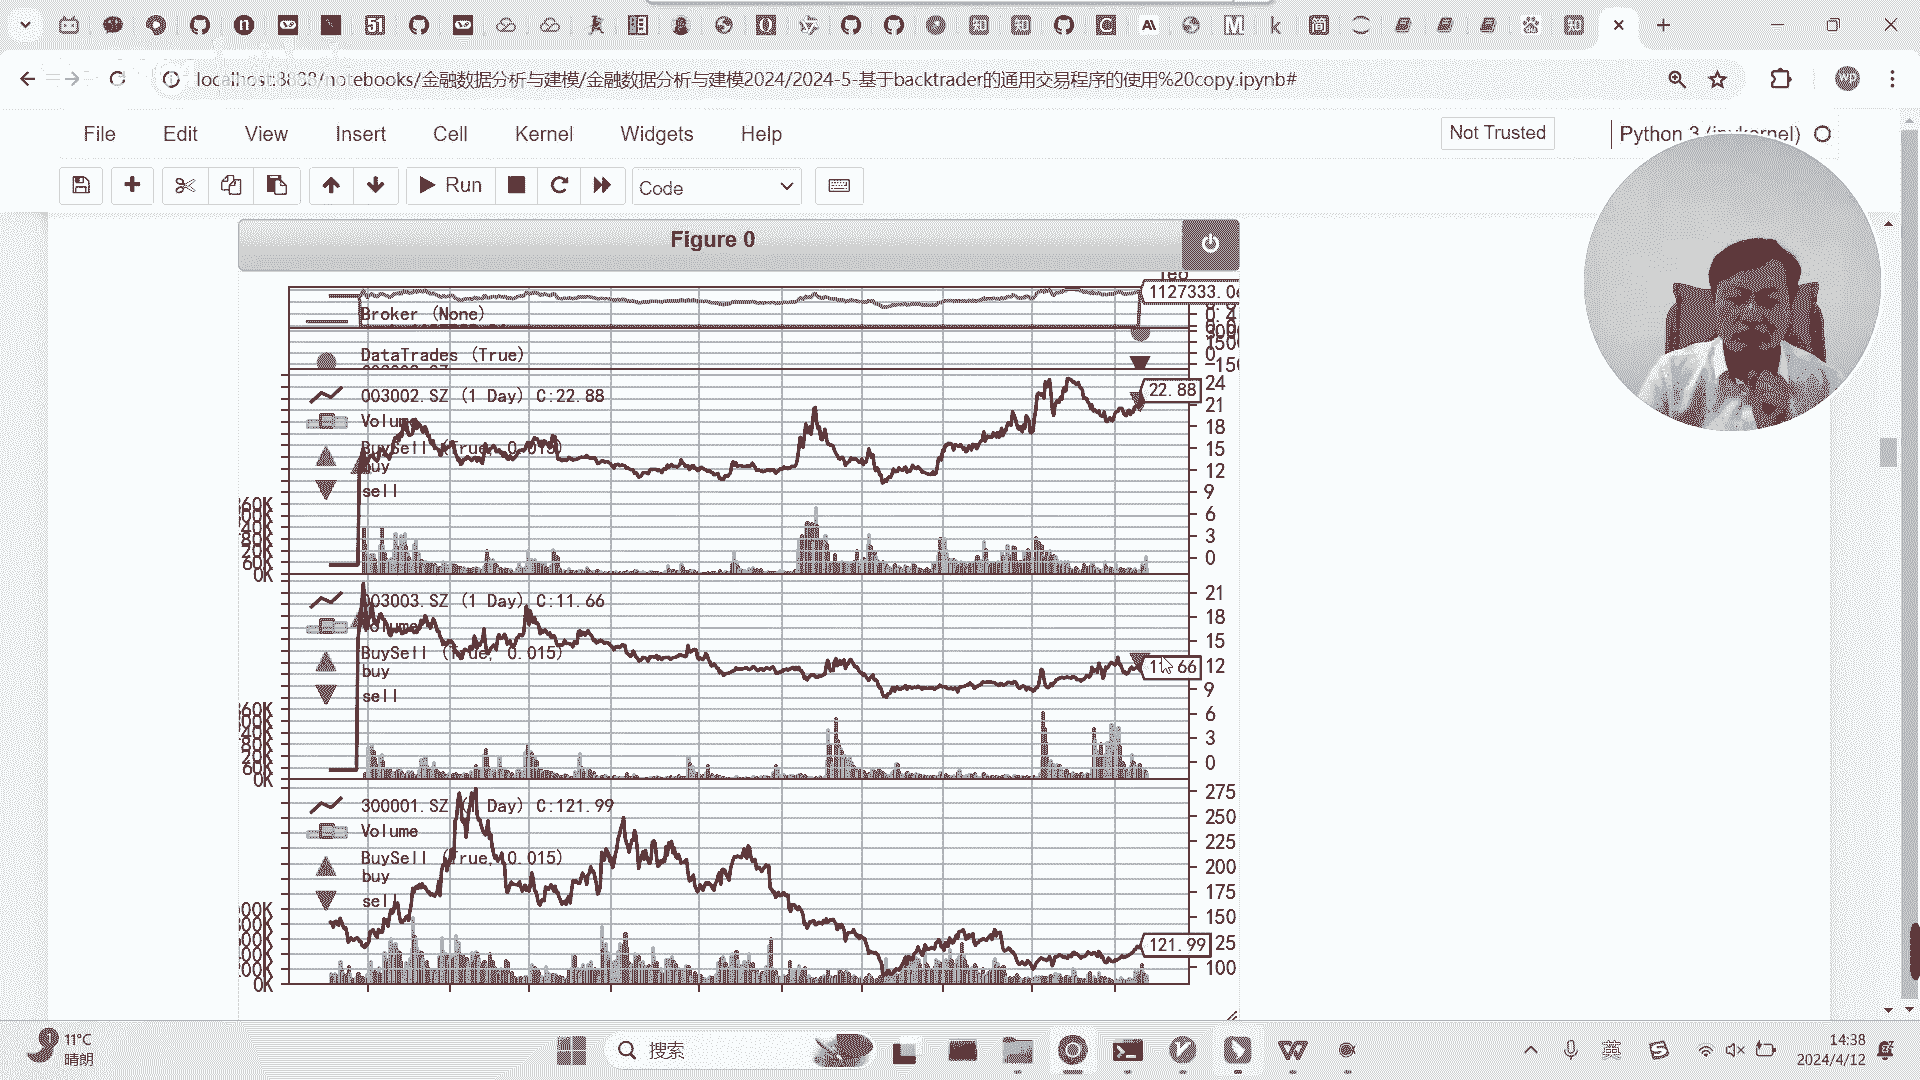 localhost:8888/notebooks/金融数据分析与建模/金融数据分析与建模2024/2024-5-基于backtrader的通用交易程序的使用%20copy.ipynb#
File Edit View Insert Cell Kernel Widgets Help
Not Trusted
Python 3 (ipykernel)
Run
Code
Figure 0
1127333.06
Broker (None)
DataTrades (True)
003002.SZ (1 Day) C:22.88
Volume
BuySell (True, 0.015)
buy
sell
22.88
24
21
18
15
12
9
6
3
0
003003.SZ (1 Day) C:11.66
Volume
BuySell (True, 0.015)
buy
sell
11.66
21
18
15
12
9
6
3
0
300001.SZ (1 Day) C:121.99
Volume
BuySell (True, 0.015)
buy
sell
121.99
275
250
225
200
175
150
25
100
0K
0K
0K
11°C
晴朗
搜索
英
14:38
2024/4/12